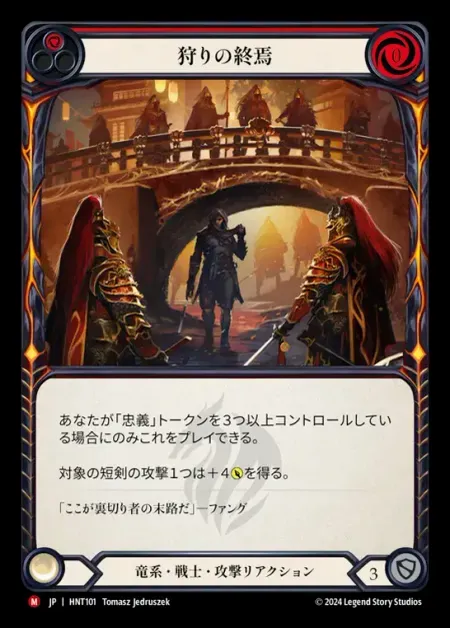 狩りの終焉
0
あなたが「忠義」トークンを3つ以上コントロールしてい
る場合にのみこれをプレイできる。
対象の短剣の攻撃1つは+4を得る。
「ここが裏切り者の末路だ」—ファング
竜系・戦士・攻撃リアクション
3
M JP | HNT101 Tomasz Jedruszek
© 2024 Legend Story Studios